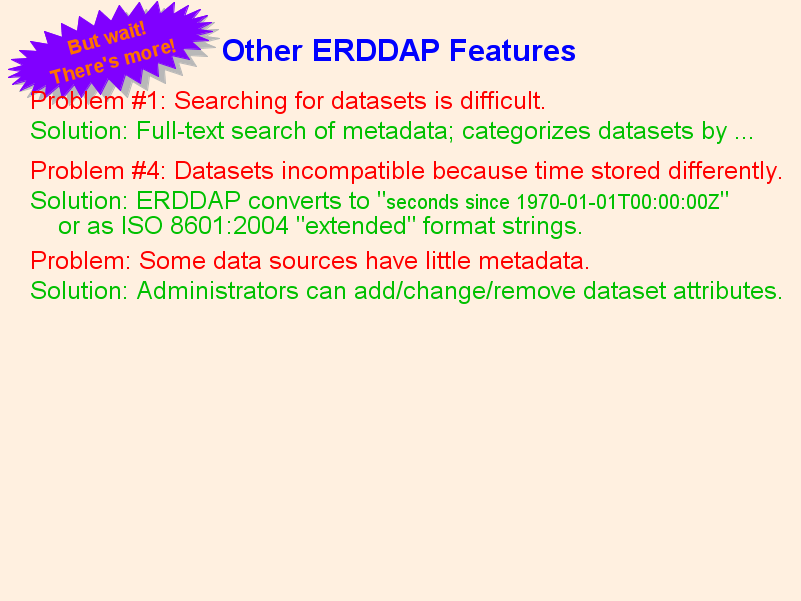 But wait!
There's more!
Other ERDDAP Features
Problem #1: Searching for datasets is difficult.
Solution: Full-text search of metadata; categorizes datasets by ...
Problem #4: Datasets incompatible because time stored differently.
Solution: ERDDAP converts to "seconds since 1970-01-01T00:00:00Z"
or as ISO 8601:2004 "extended" format strings.
Problem: Some data sources have little metadata.
Solution: Administrators can add/change/remove dataset attributes.